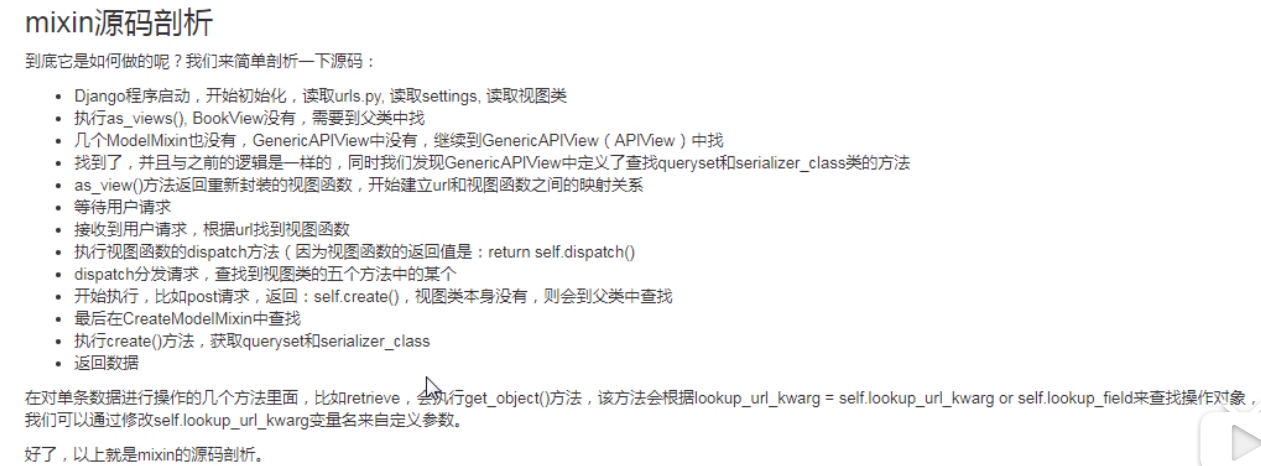 mixin源码剖析
到底它是如何做的呢？我们来简单剖析一下源码：
• Django程序启动，开始初始化，读取urls.py, 读取settings, 读取视图类
• 执行as_views(), BookView没有，需要到父类中找
• 几个ModelMixin也没有，GenericAPIView中没有，继续到GenericAPIView（APIView）中找
• 找到了，并且与之前的逻辑是一样的，同时我们发现GenericAPIView中定义了查找queryset和serializer_class类的方法
• as_view()方法返回重新封装的视图函数，开始建立url和视图函数之间的映射关系
• 等待用户请求
• 接收到用户请求，根据url找到视图函数
• 执行视图函数的dispatch方法（因为视图函数的返回值是：return self.dispatch()
• dispatch分发请求，查找到视图类的五个方法中的某个
• 开始执行，比如post请求，返回：self.create()，视图类本身没有，则会到父类中查找
• 最后在CreateModelMixin中查找
• 执行create()方法，获取queryset和serializer_class
• 返回数据
在对单条数据进行操作的几个方法里面，比如retrieve，会执行get_object()方法，该方法会根据lookup_url_kwarg = self.lookup_url_kwarg or self.lookup_field来查找操作对象，
我们可以通过修改self.lookup_url_kwarg变量名来自定义参数。
好了，以上就是mixin的源码剖析。